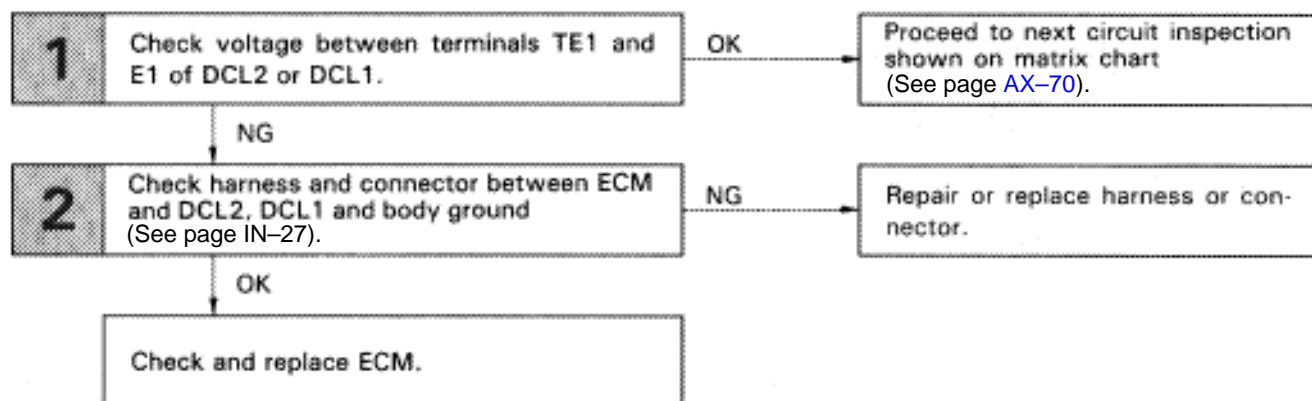 1
Check voltage between terminals TE1 and
E1 of DCL2 or DCL1.
OK
Proceed to next circuit inspection
shown on matrix chart
(See page AX–70).
NG
2
Check harness and connector between ECM
and DCL2, DCL1 and body ground
(See page IN–27).
NG
Repair or replace harness or con-
nector.
OK
Check and replace ECM.